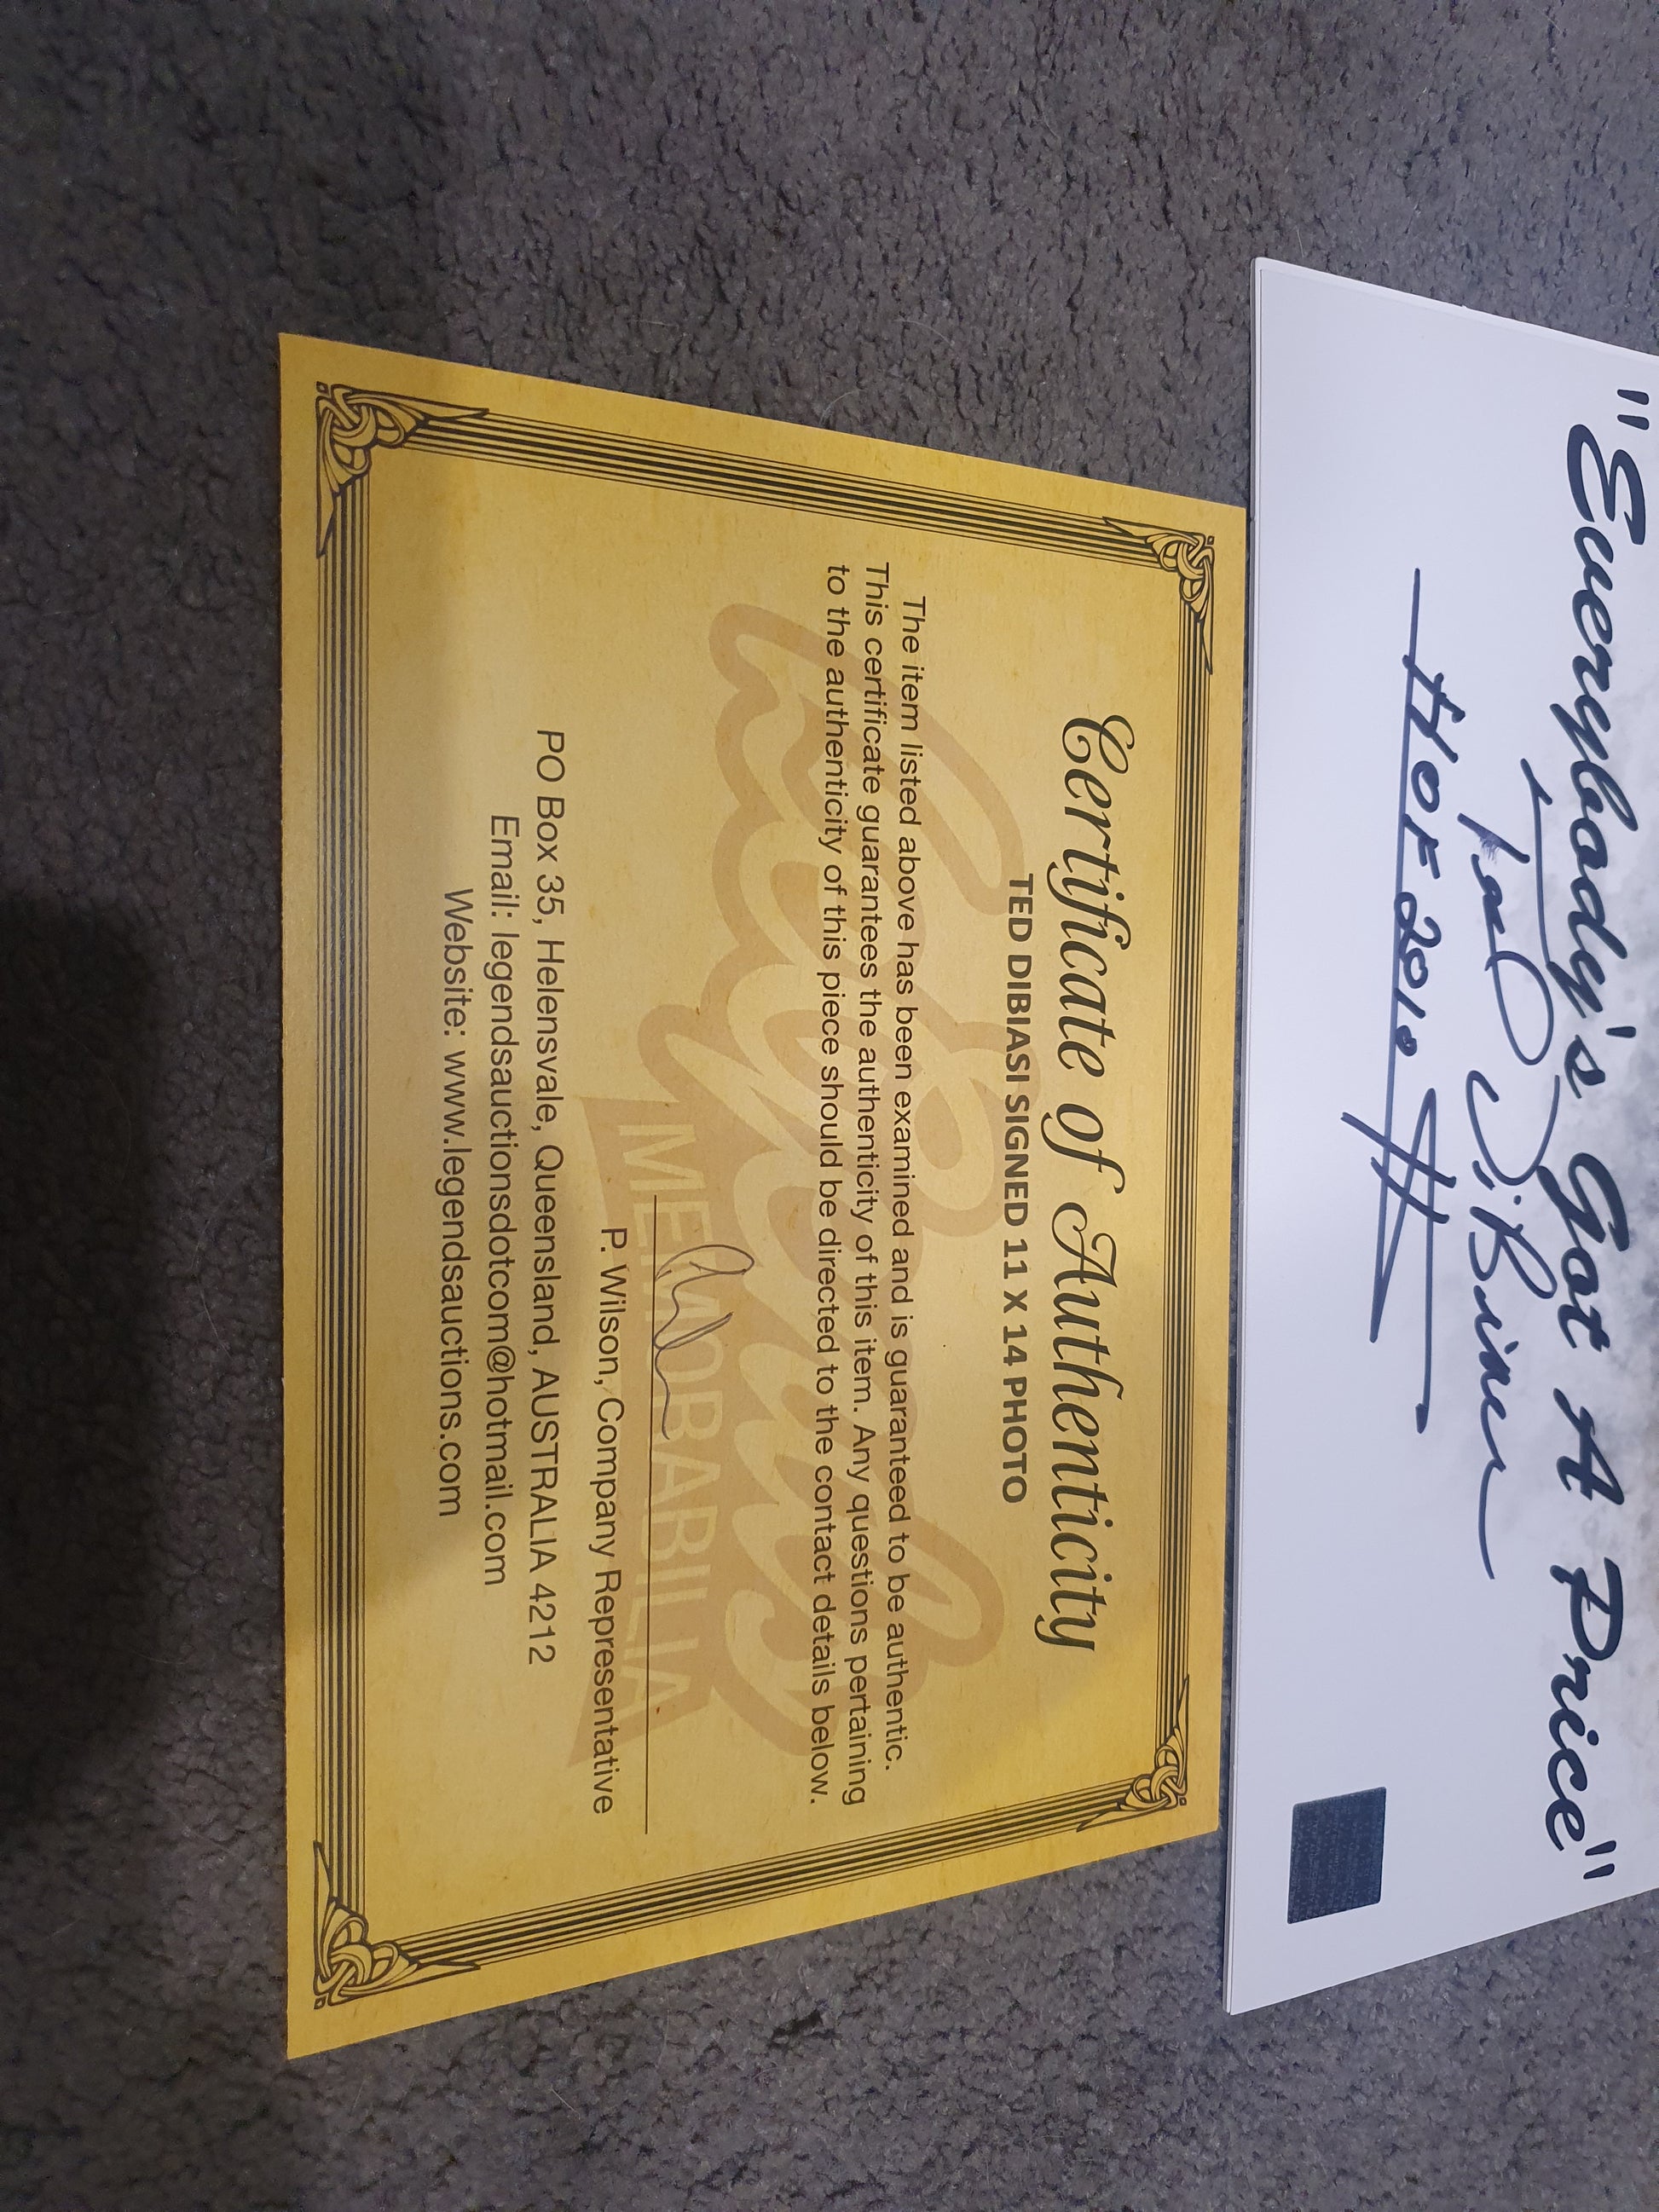 "Everybody's Got A Price"
Ted DiBiase
HOF 2010 $
Certificate of Authenticity
TED DIBIASI SIGNED 11 X 14 PHOTO
The item listed above has been examined and is guaranteed to be authentic.
This certificate guarantees the authenticity of this item. Any questions pertaining
to the authenticity of this piece should be directed to the contact details below.
Legends
MEMOBABILIA
P. Wilson, Company Representative
PO Box 35, Helensvale, Queensland, AUSTRALIA 4212
Email: legendsauctionsdotcom@hotmail.com
Website: www.legendsauctions.com